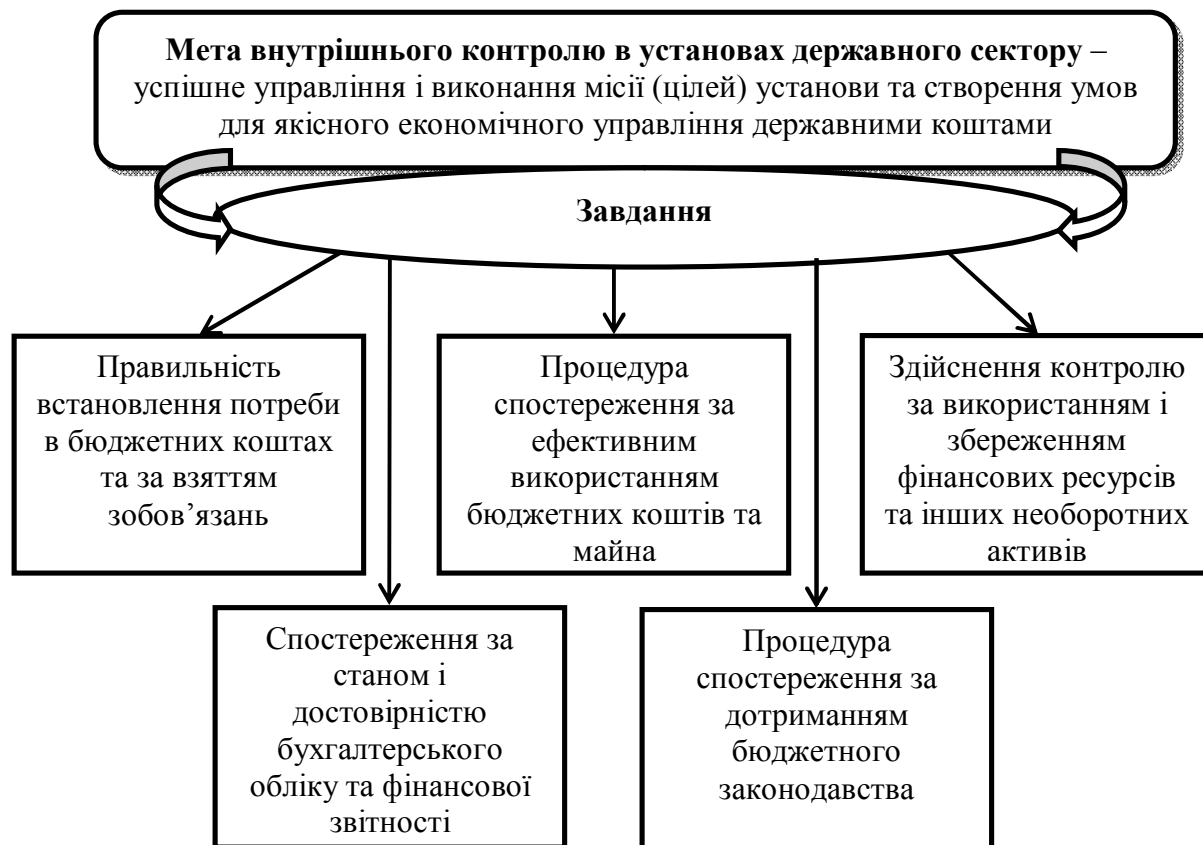 Мета внутрішнього контролю в установах державного сектору –
успішне управління і виконання місії (цілей) установи та створення умов
для якісного економічного управління державними коштами
Завдання
Правильність
встановлення потреби
в бюджетних коштах
та за взяттям
зобов’язань
Процедура
спостереження за
ефективним
використанням
бюджетних коштів та
майна
Здійснення контролю
за використанням і
збереженням
фінансових ресурсів
та інших необоротних
активів
Спостереження за
станом і
достовірністю
бухгалтерського
обліку та фінансової
звітності
Процедура
спостереження за
дотриманням
бюджетного
законодавства